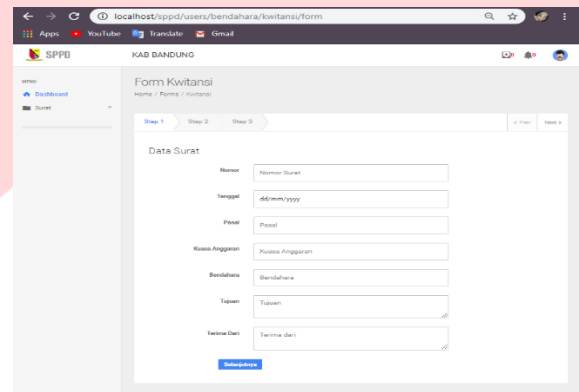 localhost/sppd/users/bendahara/kwitansi/form
Apps YouTube Translate Gmail
SPPD KAB BANDUNG
MENU
Dashboard
Surat
Form Kwitansi
Home / Forms / Kwitansi
Step 1 Step 2 Step 3 < Prev Next >
Data Surat
Nomor Nomor Surat
Tanggal dd/mm/yyyy
Pasal Pasal
Kuasa Anggaran Kuasa Anggaran
Bendahara Bendahara
Tujuan Tujuan
Terima Dari Terima dari
Selanjutnya